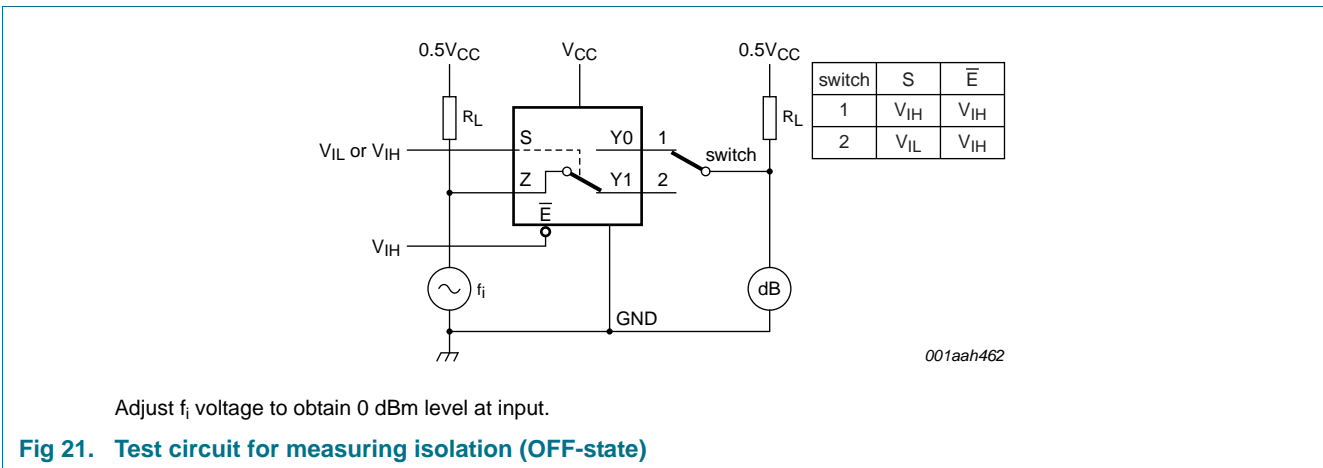 0.5VCC VCC 0.5VCC
switch S E̅
1 VIH VIH
2 VIL VIH
RL RL
VIL or VIH S Y0 1 switch
Z Y1 2
E̅
VIH
fi dB
GND
001aah462
Adjust fi voltage to obtain 0 dBm level at input.
Fig 21. Test circuit for measuring isolation (OFF-state)